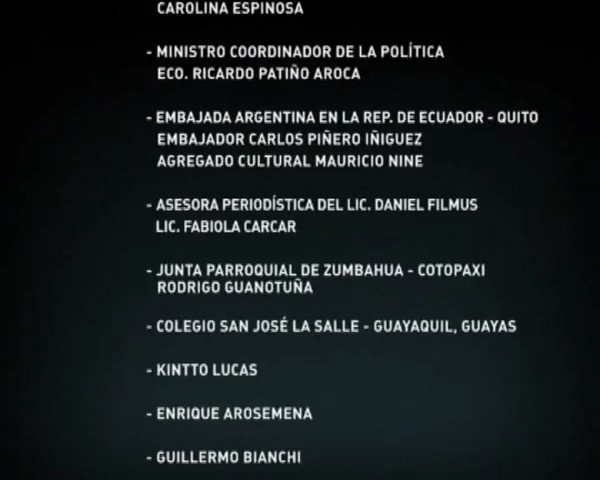 CAROLINA ESPINOSA
- MINISTRO COORDINADOR DE LA POLÍTICA
ECO. RICARDO PATIÑO AROCA
- EMBAJADA ARGENTINA EN LA REP. DE ECUADOR - QUITO
EMBAJADOR CARLOS PIÑERO IÑIGUEZ
AGREGADO CULTURAL MAURICIO NINE
- ASESORA PERIODÍSTICA DEL LIC. DANIEL FILMUS
LIC. FABIOLA CARCAR
- JUNTA PARROQUIAL DE ZUMBAHUA - COTOPAXI
RODRIGO GUANOTUÑA
- COLEGIO SAN JOSÉ LA SALLE - GUAYAQUIL, GUAYAS
- KINTTO LUCAS
- ENRIQUE AROSEMENA
- GUILLERMO BIANCHI